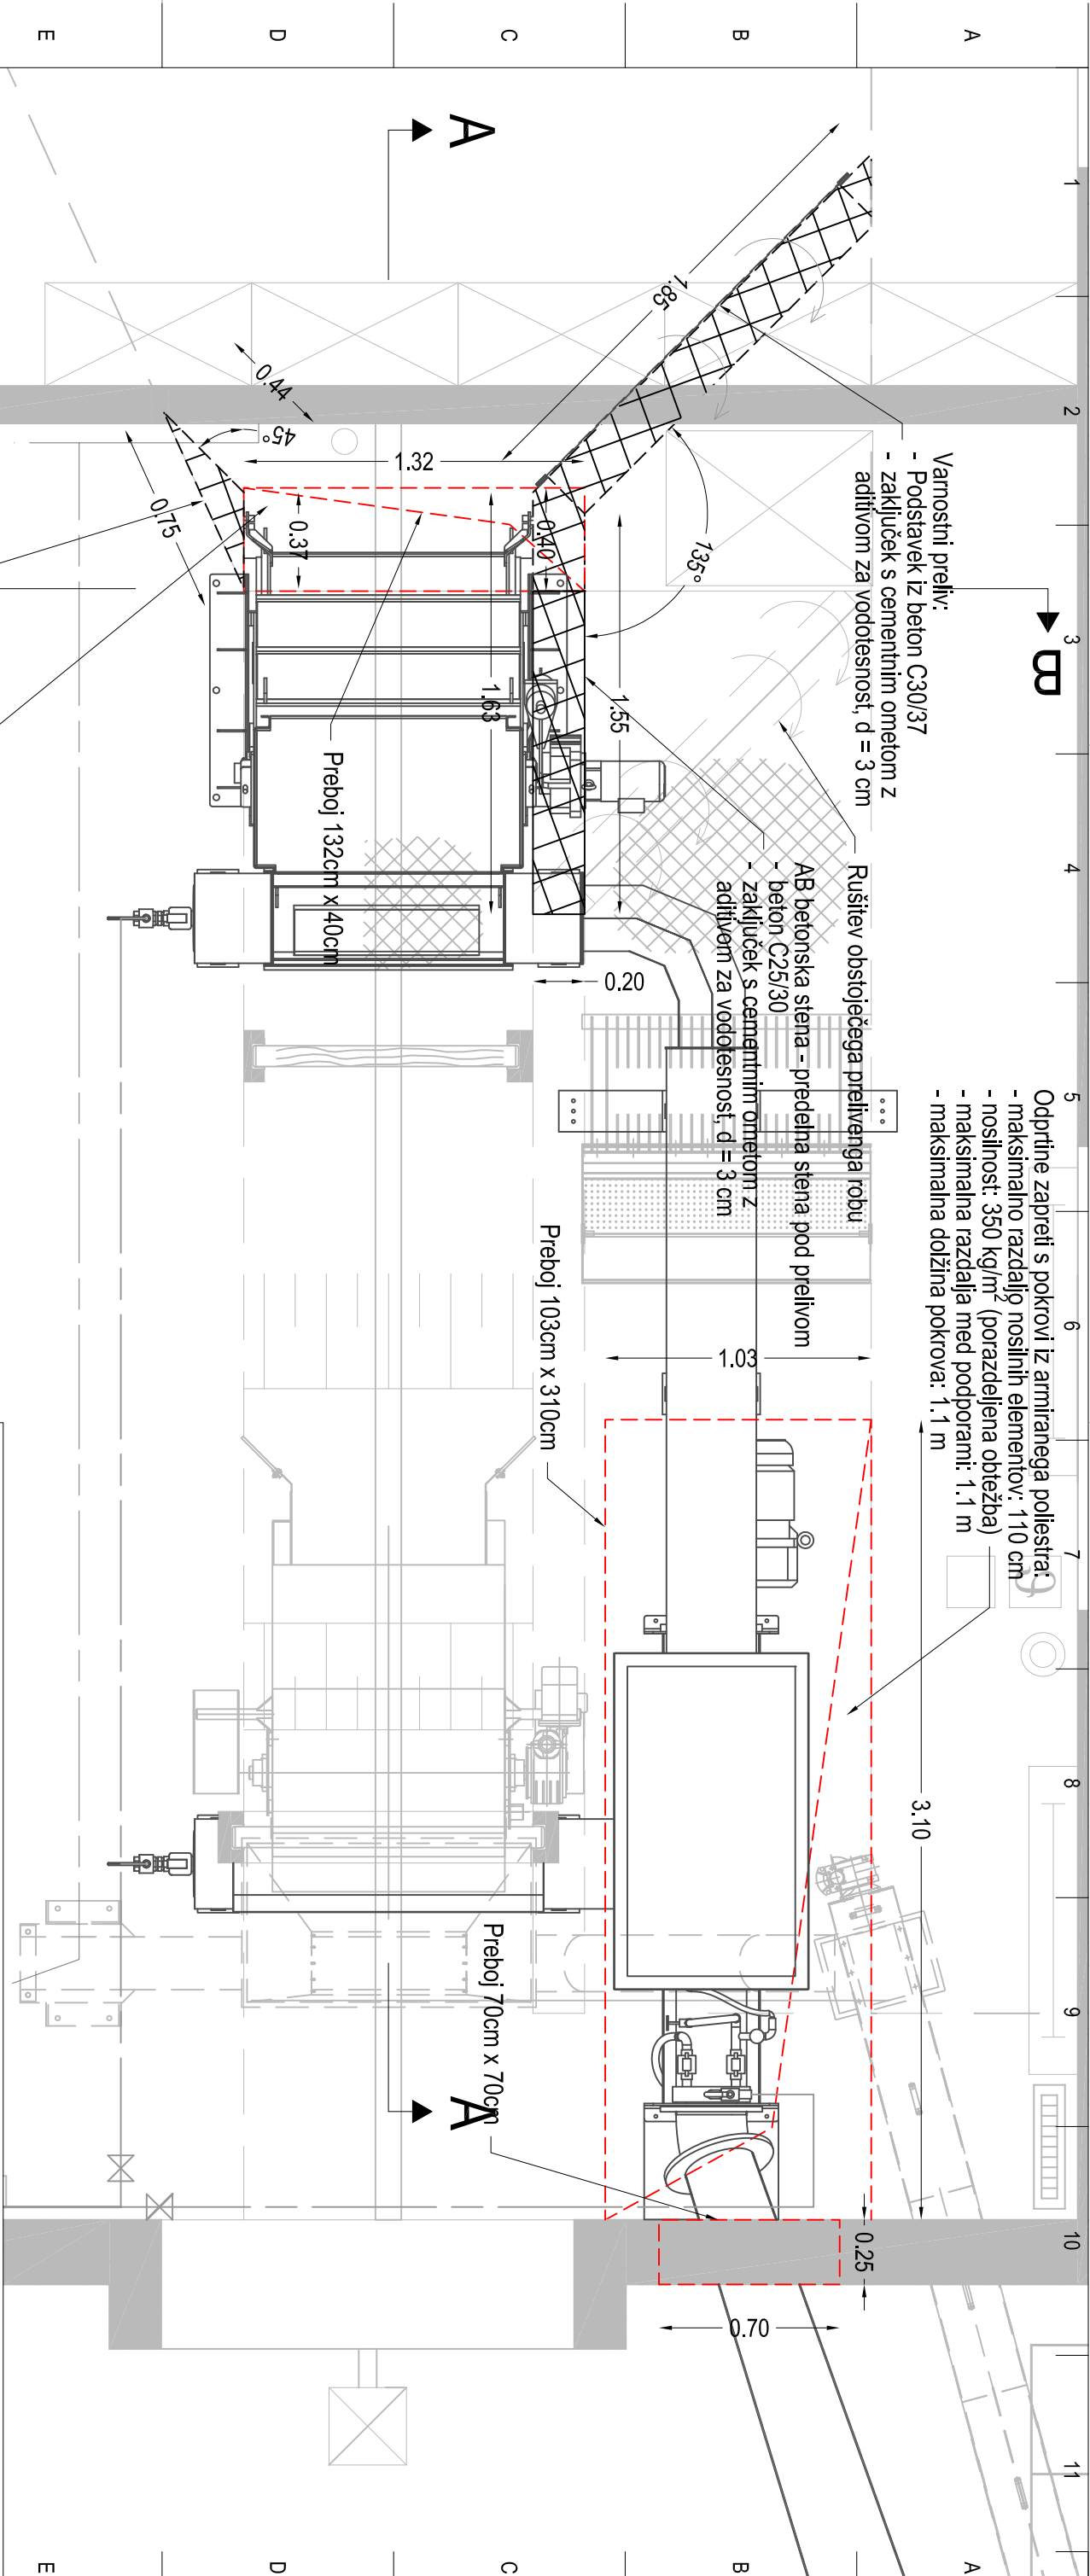 1
2
3
4
5
6
7
8
9
10
11
A
B
C
D
E
A
B
C
D
E
A
A
B
Varnostni preliv:
- Podstavek iz beton C30/37
- zaključek s cementnim ometom z
aditivom za vodotesnost, d = 3 cm
Rušitev obstoječega prelivenga robu
AB betonska stena - predelna stena pod prelivom
- beton C25/30
- zaključek s cementnim ometom z
aditivom za vodotesnost, d = 3 cm
Odprtine zapreti s pokrovi iz armiranega poliestra:
- maksimalno razdaljo nosilnih elementov: 110 cm
- nosilnost: 350 kg/m² (porazdeljena obtežba)
- maksimalna razdalja med podporami: 1.1 m
- maksimalna dolžina pokrova: 1.1 m
Preboj 132cm x 40cm
Preboj 103cm x 310cm
Preboj 70cm x 70cm
1.85
135°
0.44
45°
0.75
1.32
0.37
0.40
1.63
1.55
0.20
1.03
3.10
0.25
0.70